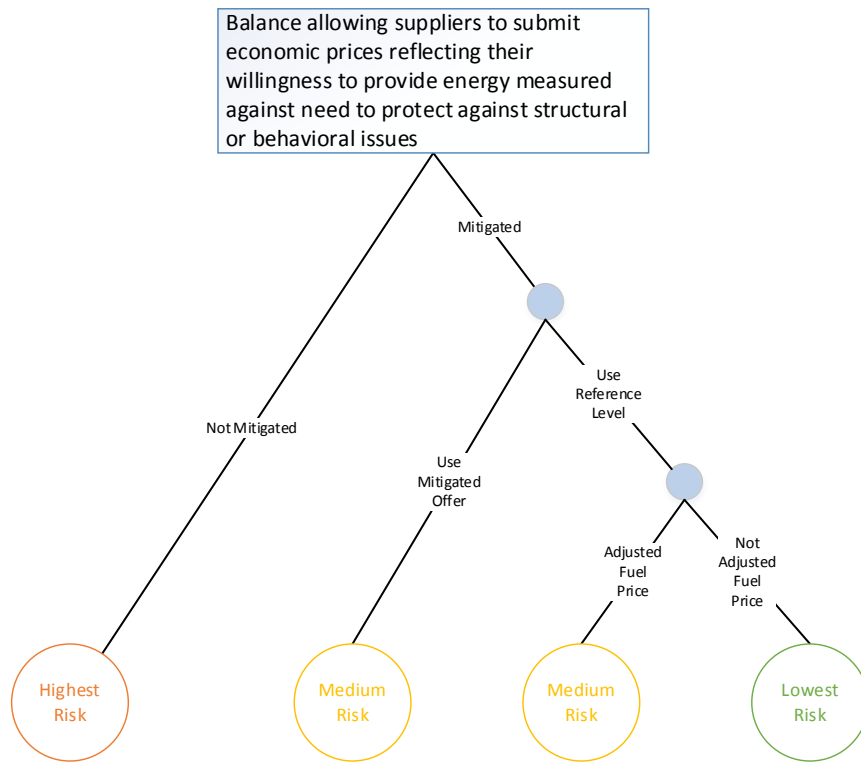 Balance allowing suppliers to submit
economic prices reflecting their
willingness to provide energy measured
against need to protect against structural
or behavioral issues
Mitigated
Not Mitigated
Use
Reference
Level
Use
Mitigated
Offer
Adjusted
Fuel
Price
Not
Adjusted
Fuel
Price
Highest
Risk
Medium
Risk
Medium
Risk
Lowest
Risk